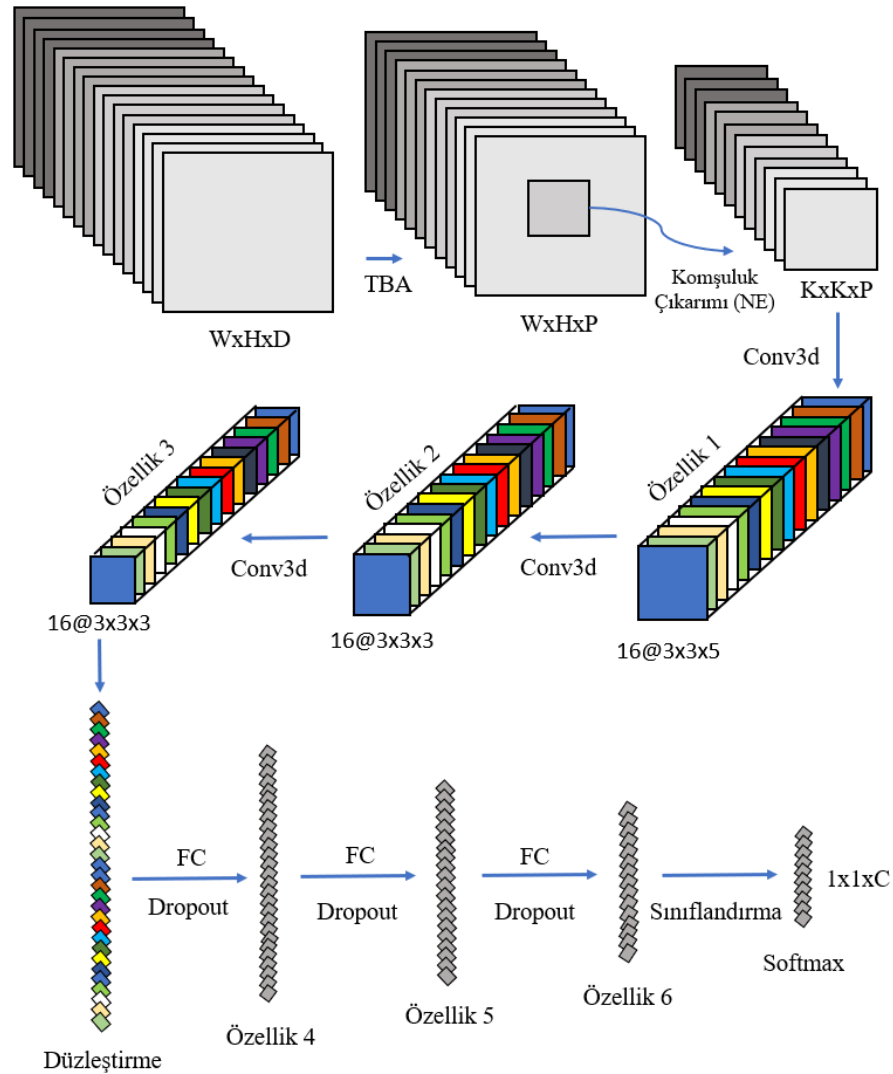 WxHxD
TBA
WxHxP
Komşuluk
Çıkarımı (NE)
KxKxP
Conv3d
Özellik 1
16@3x3x5
Conv3d
Özellik 2
16@3x3x3
Conv3d
Özellik 3
16@3x3x3
Düzleştirme
FC
Dropout
Özellik 4
FC
Dropout
Özellik 5
FC
Dropout
Özellik 6
Sınıflandırma
1x1xC
Softmax